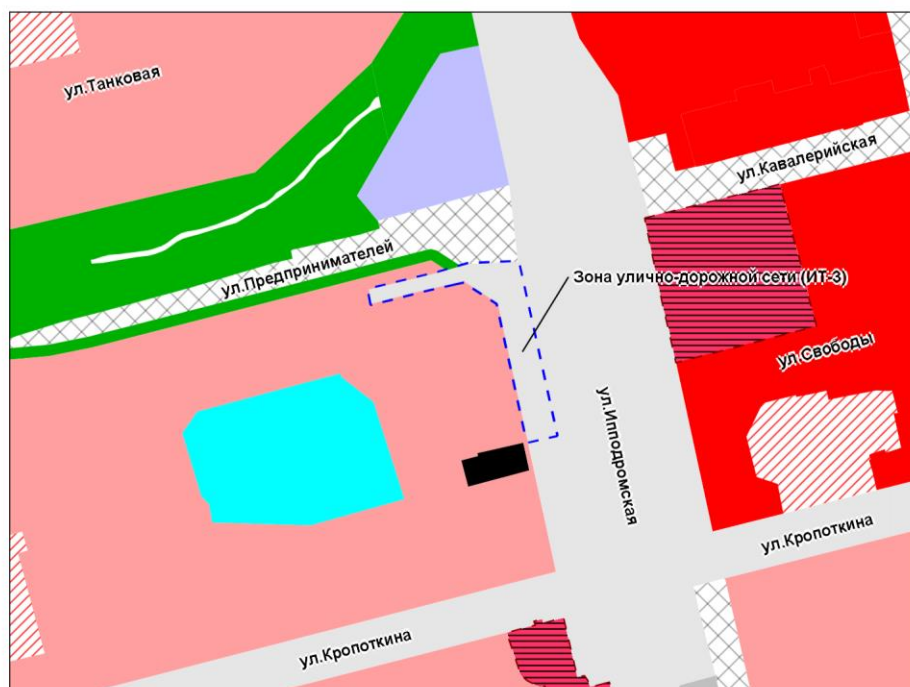 ул.Танковая
ул.Кавалерийская
ул.Предпринимателей
Зона улично-дорожной сети (ИТ-3)
ул.Свободы
ул.Ипподромская
ул.Кропоткина
ул.Кропоткина